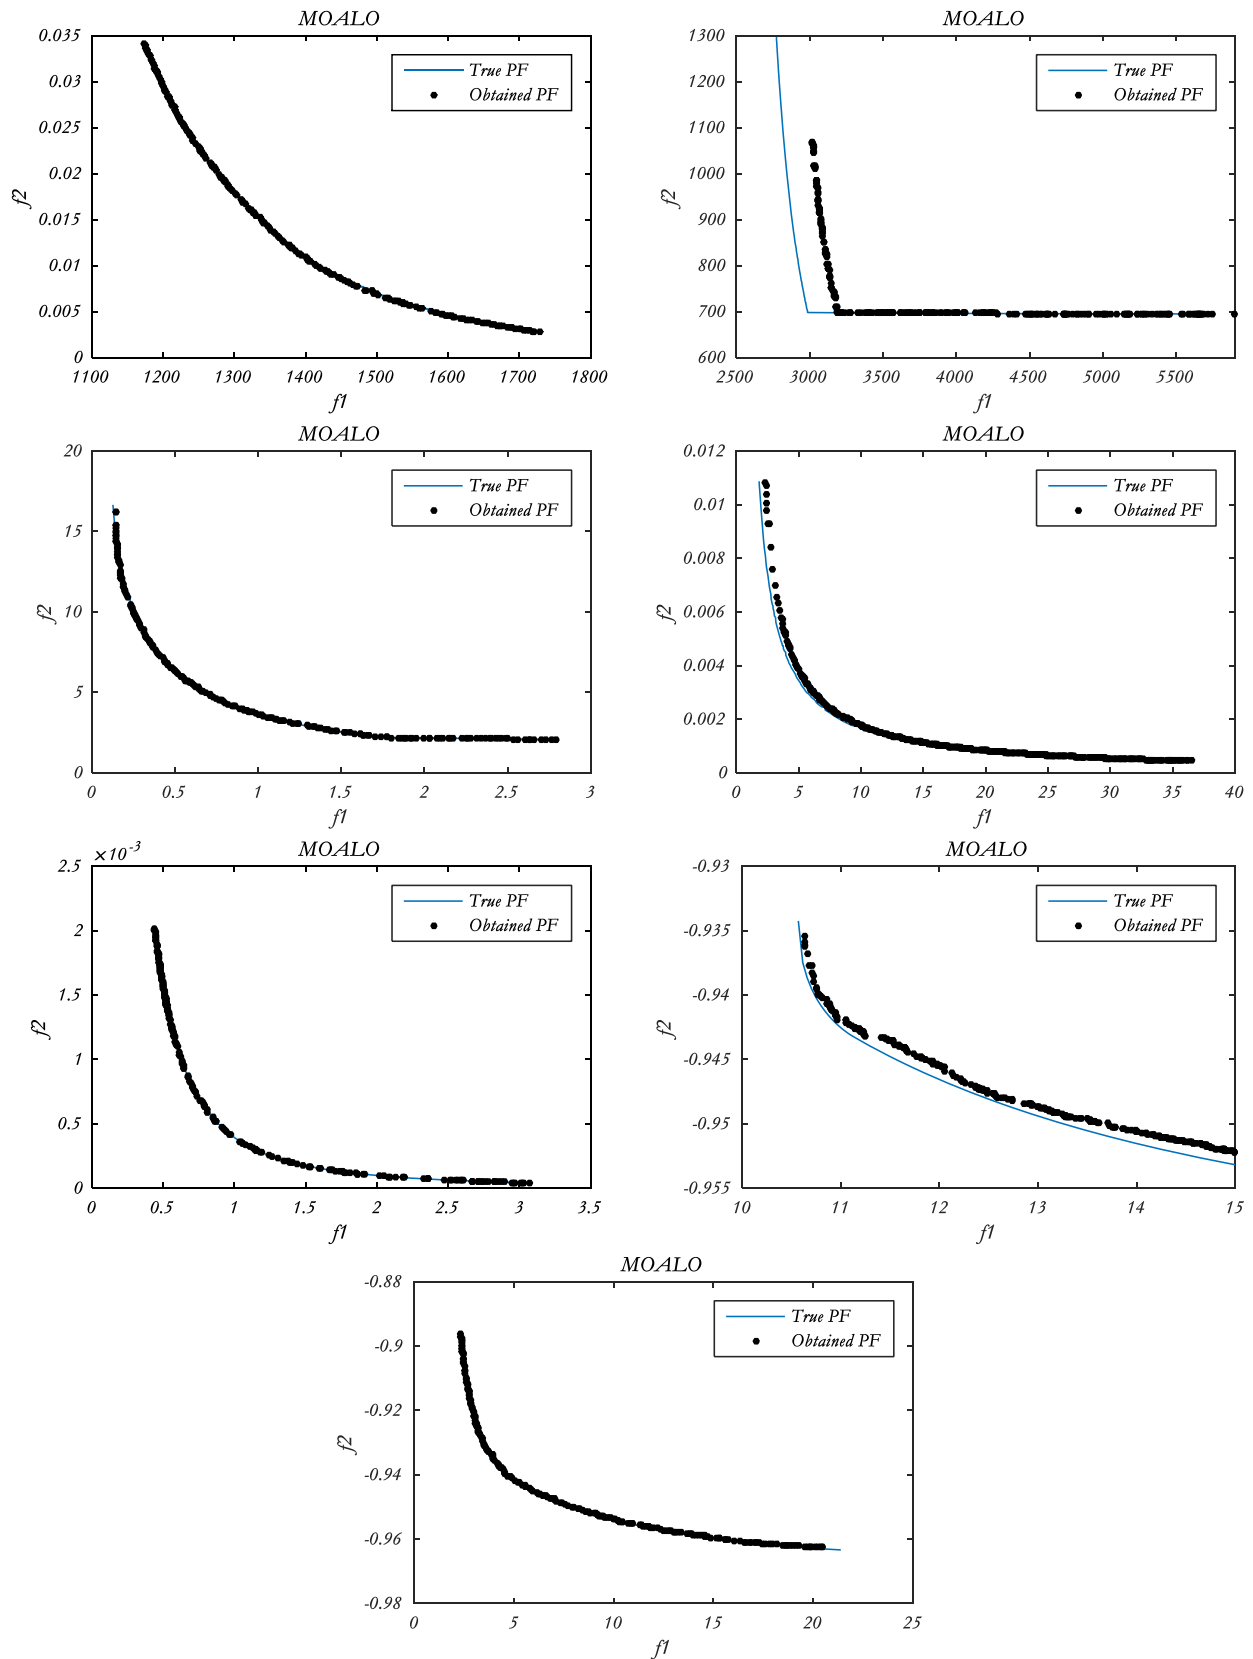 MOALO
0.035
0.03
0.025
0.02
0.015
0.01
0.005
0
f2
True PF
Obtained PF
1100 1200 1300 1400 1500 1600 1700 1800
f1
MOALO
1300
1200
1100
1000
900
800
700
600
f2
True PF
Obtained PF
2500 3000 3500 4000 4500 5000 5500
f1
MOALO
20
15
10
5
0
f2
True PF
Obtained PF
0 0.5 1 1.5 2 2.5 3
f1
MOALO
0.012
0.01
0.008
0.006
0.004
0.002
0
f2
True PF
Obtained PF
0 5 10 15 20 25 30 35 40
f1
MOALO
×10⁻³
2.5
2
1.5
1
0.5
0
f2
True PF
Obtained PF
0 0.5 1 1.5 2 2.5 3 3.5
f1
MOALO
-0.93
-0.935
-0.94
-0.945
-0.95
-0.955
f2
True PF
Obtained PF
10 11 12 13 14 15
f1
MOALO
-0.88
-0.9
-0.92
-0.94
-0.96
-0.98
f2
True PF
Obtained PF
0 5 10 15 20 25
f1